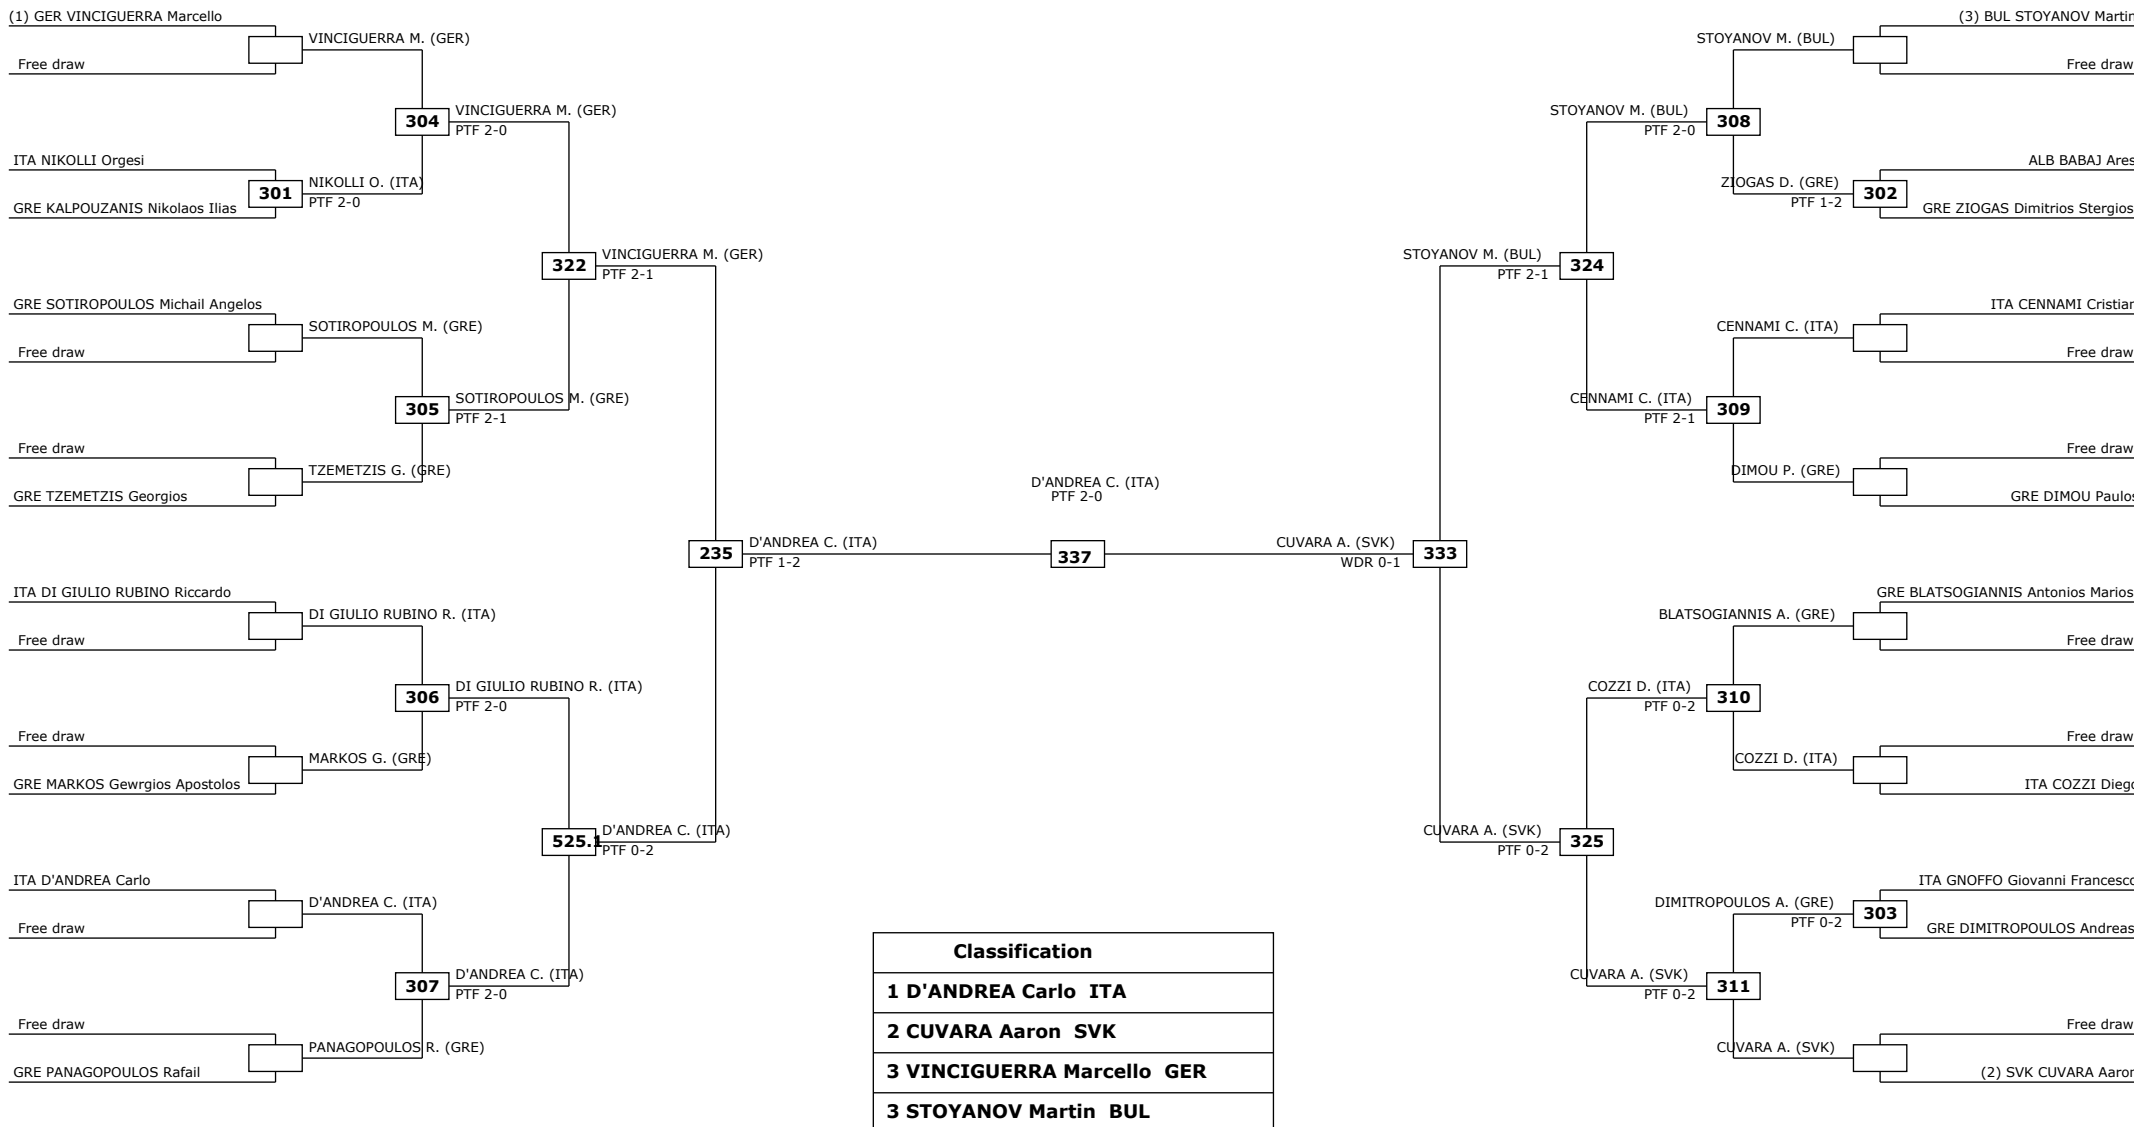 (1) GER VINCIGUERRA Marcello
VINCIGUERRA M. (GER)
Free draw
304
VINCIGUERRA M. (GER)
PTF 2-0
ITA NIKOLLI Orgesi
301
NIKOLLI O. (ITA)
PTF 2-0
GRE KALPOUZANIS Nikolaos Ilias
322
VINCIGUERRA M. (GER)
PTF 2-1
GRE SOTIROPOULOS Michail Angelos
SOTIROPOULOS M. (GRE)
Free draw
305
SOTIROPOULOS M. (GRE)
PTF 2-1
Free draw
TZEMETZIS G. (GRE)
GRE TZEMETZIS Georgios
235
D'ANDREA C. (ITA)
PTF 1-2
ITA DI GIULIO RUBINO Riccardo
DI GIULIO RUBINO R. (ITA)
Free draw
306
DI GIULIO RUBINO R. (ITA)
PTF 2-0
Free draw
MARKOS G. (GRE)
GRE MARKOS Gewrgios Apostolos
525.1
D'ANDREA C. (ITA)
PTF 0-2
ITA D'ANDREA Carlo
D'ANDREA C. (ITA)
Free draw
307
D'ANDREA C. (ITA)
PTF 2-0
Free draw
PANAGOPOULOS R. (GRE)
GRE PANAGOPOULOS Rafail
D'ANDREA C. (ITA)
PTF 2-0
337
(3) BUL STOYANOV Martin
STOYANOV M. (BUL)
Free draw
STOYANOV M. (BUL)
PTF 2-0
308
ALB BABAJ Ares
ZIOGAS D. (GRE)
PTF 1-2
302
GRE ZIOGAS Dimitrios Stergios
STOYANOV M. (BUL)
PTF 2-1
324
ITA CENNAMI Cristian
CENNAMI C. (ITA)
Free draw
CENNAMI C. (ITA)
PTF 2-1
309
Free draw
DIMOU P. (GRE)
GRE DIMOU Paulos
CUVARA A. (SVK)
WDR 0-1
333
GRE BLATSOGIANNIS Antonios Marios
BLATSOGIANNIS A. (GRE)
Free draw
COZZI D. (ITA)
PTF 0-2
310
Free draw
COZZI D. (ITA)
ITA COZZI Diego
CUVARA A. (SVK)
PTF 0-2
325
ITA GNOFFO Giovanni Francesco
DIMITROPOULOS A. (GRE)
PTF 0-2
303
GRE DIMITROPOULOS Andreas
CUVARA A. (SVK)
PTF 0-2
311
Free draw
CUVARA A. (SVK)
(2) SVK CUVARA Aaron
Classification
1 D'ANDREA Carlo ITA
2 CUVARA Aaron SVK
3 VINCIGUERRA Marcello GER
3 STOYANOV Martin BUL